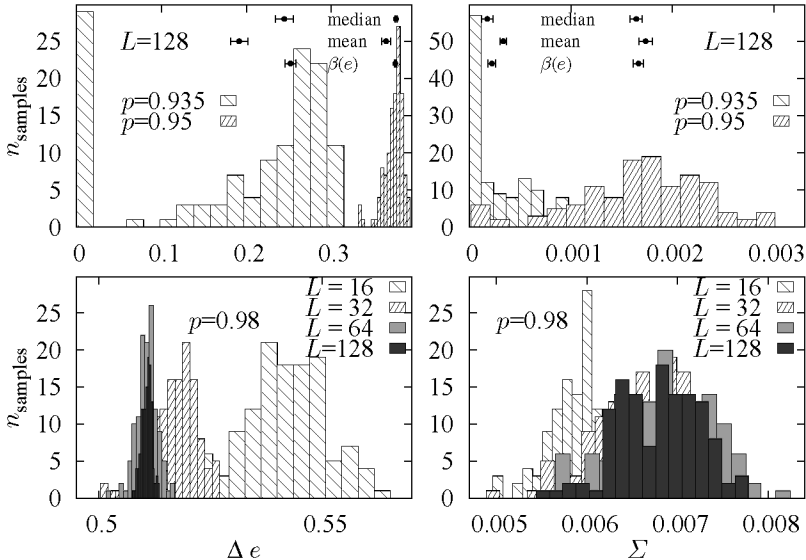 median
mean
β(e)
L=128
p=0.935
p=0.95
n_samples
25
20
15
10
5
0
0 0.1 0.2 0.3
median
mean
β(e)
L=128
p=0.935
p=0.95
50
40
30
20
10
0
0 0.001 0.002 0.003
L = 16
L = 32
L = 64
L=128
p=0.98
n_samples
25
20
15
10
5
0
0.5 0.55
Δ e
L = 16
L = 32
L = 64
L=128
p=0.98
25
20
15
10
5
0
0.005 0.006 0.007 0.008
Σ